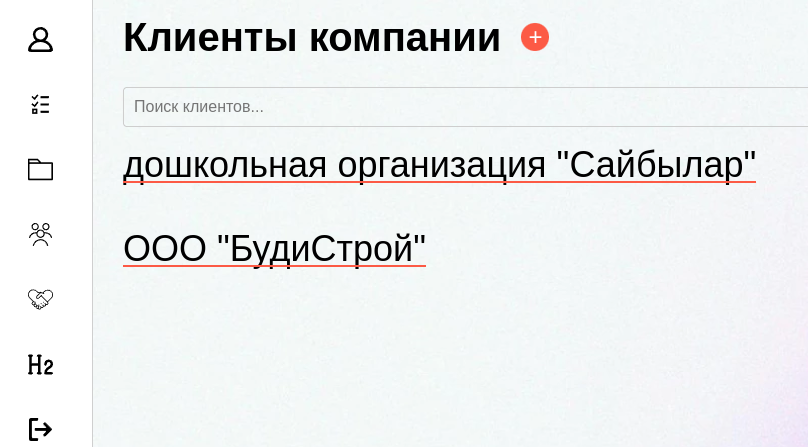 Клиенты компании
Поиск клиентов...
дошкольная организация "Сайбылар"
ООО "БудиСтрой"
H2